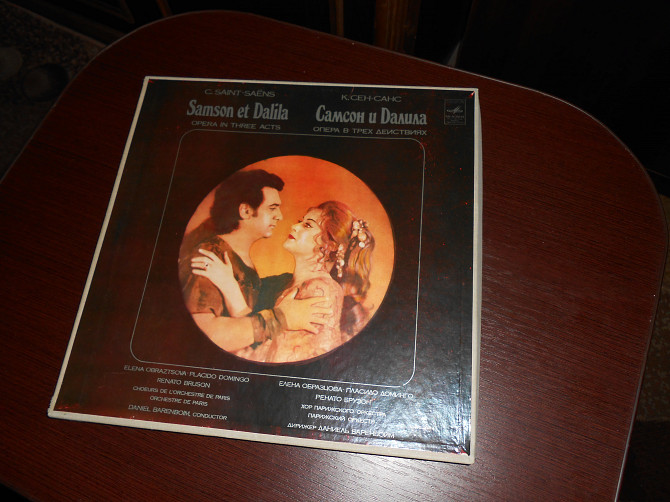 C. SAINT-SAËNS
Samson et Dalila
OPERA IN THREE ACTS
К. СЕН-САНС
Самсон и Далила
ОПЕРА В ТРЕХ ДЕЙСТВИЯХ
ELENA OBRAZTSOVA·PLACIDO DOMINGO
RENATO BRUSON
CHOEURS DE L'ORCHESTRE DE PARIS
ORCHESTRE DE PARIS
DANIEL BARENBOIM, CONDUCTOR
ЕЛЕНА ОБРАЗЦОВА·ПЛАСИДО ДОМИНГО
РЕНАТО БРУЗОН
ХОР ПАРИЖСКОГО ОРКЕСТРА
ПАРИЖСКИЙ ОРКЕСТР
ДИРИЖЕР ДАНИЕЛЬ БАРЕНБОЙМ